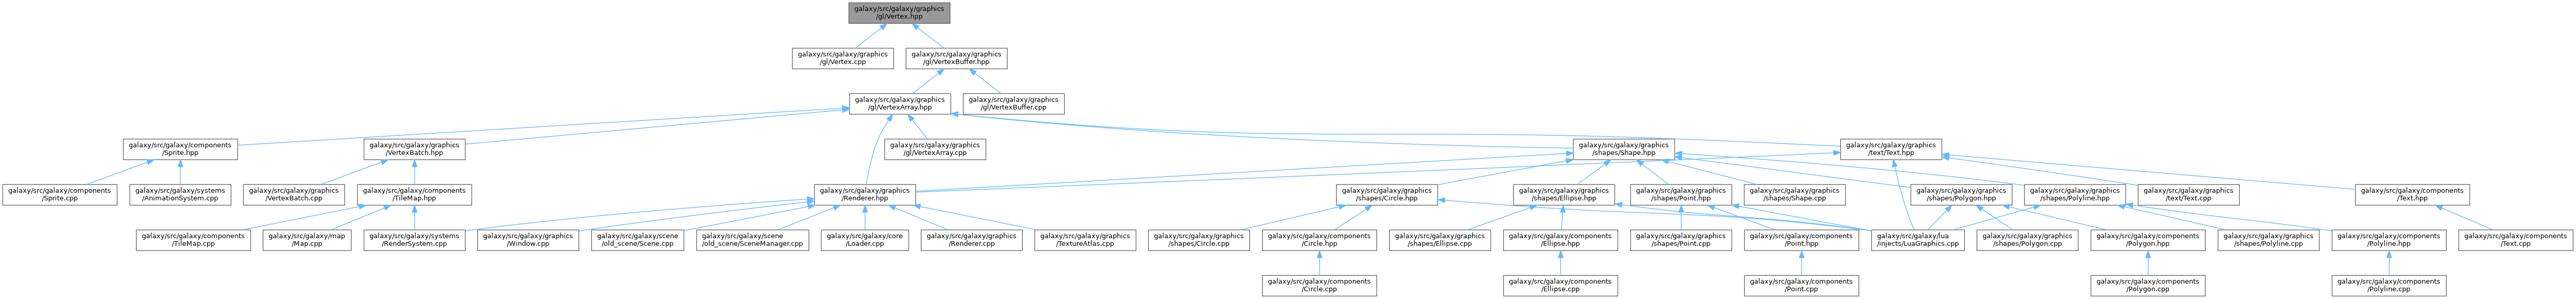 galaxy/src/galaxy/graphics
/gl/Vertex.hpp
galaxy/src/galaxy/graphics
/gl/Vertex.cpp
galaxy/src/galaxy/graphics
/gl/VertexBuffer.hpp
galaxy/src/galaxy/graphics
/gl/VertexArray.hpp
galaxy/src/galaxy/graphics
/gl/VertexBuffer.cpp
galaxy/src/galaxy/components
/Sprite.hpp
galaxy/src/galaxy/graphics
/VertexBatch.hpp
galaxy/src/galaxy/graphics
/gl/VertexArray.cpp
galaxy/src/galaxy/graphics
/shapes/Shape.hpp
galaxy/src/galaxy/graphics
/text/Text.hpp
galaxy/src/galaxy/components
/Sprite.cpp
galaxy/src/galaxy/systems
/AnimationSystem.cpp
galaxy/src/galaxy/graphics
/VertexBatch.cpp
galaxy/src/galaxy/components
/TileMap.hpp
galaxy/src/galaxy/graphics
/Renderer.hpp
galaxy/src/galaxy/graphics
/shapes/Circle.hpp
galaxy/src/galaxy/graphics
/shapes/Ellipse.hpp
galaxy/src/galaxy/graphics
/shapes/Point.hpp
galaxy/src/galaxy/graphics
/shapes/Shape.cpp
galaxy/src/galaxy/graphics
/shapes/Polygon.hpp
galaxy/src/galaxy/graphics
/shapes/Polyline.hpp
galaxy/src/galaxy/graphics
/text/Text.cpp
galaxy/src/galaxy/components
/Text.hpp
galaxy/src/galaxy/components
/TileMap.cpp
galaxy/src/galaxy/map
/Map.cpp
galaxy/src/galaxy/systems
/RenderSystem.cpp
galaxy/src/galaxy/graphics
/Window.cpp
galaxy/src/galaxy/scene
/old_scene/Scene.cpp
galaxy/src/galaxy/scene
/old_scene/SceneManager.cpp
galaxy/src/galaxy/core
/Loader.cpp
galaxy/src/galaxy/graphics
/Renderer.cpp
galaxy/src/galaxy/graphics
/TextureAtlas.cpp
galaxy/src/galaxy/graphics
/shapes/Circle.cpp
galaxy/src/galaxy/components
/Circle.hpp
galaxy/src/galaxy/graphics
/shapes/Ellipse.cpp
galaxy/src/galaxy/components
/Ellipse.hpp
galaxy/src/galaxy/graphics
/shapes/Point.cpp
galaxy/src/galaxy/components
/Point.hpp
galaxy/src/galaxy/lua
/injects/LuaGraphics.cpp
galaxy/src/galaxy/graphics
/shapes/Polygon.cpp
galaxy/src/galaxy/components
/Polygon.hpp
galaxy/src/galaxy/graphics
/shapes/Polyline.cpp
galaxy/src/galaxy/components
/Polyline.hpp
galaxy/src/galaxy/components
/Text.cpp
galaxy/src/galaxy/components
/Circle.cpp
galaxy/src/galaxy/components
/Ellipse.cpp
galaxy/src/galaxy/components
/Point.cpp
galaxy/src/galaxy/components
/Polygon.cpp
galaxy/src/galaxy/components
/Polyline.cpp